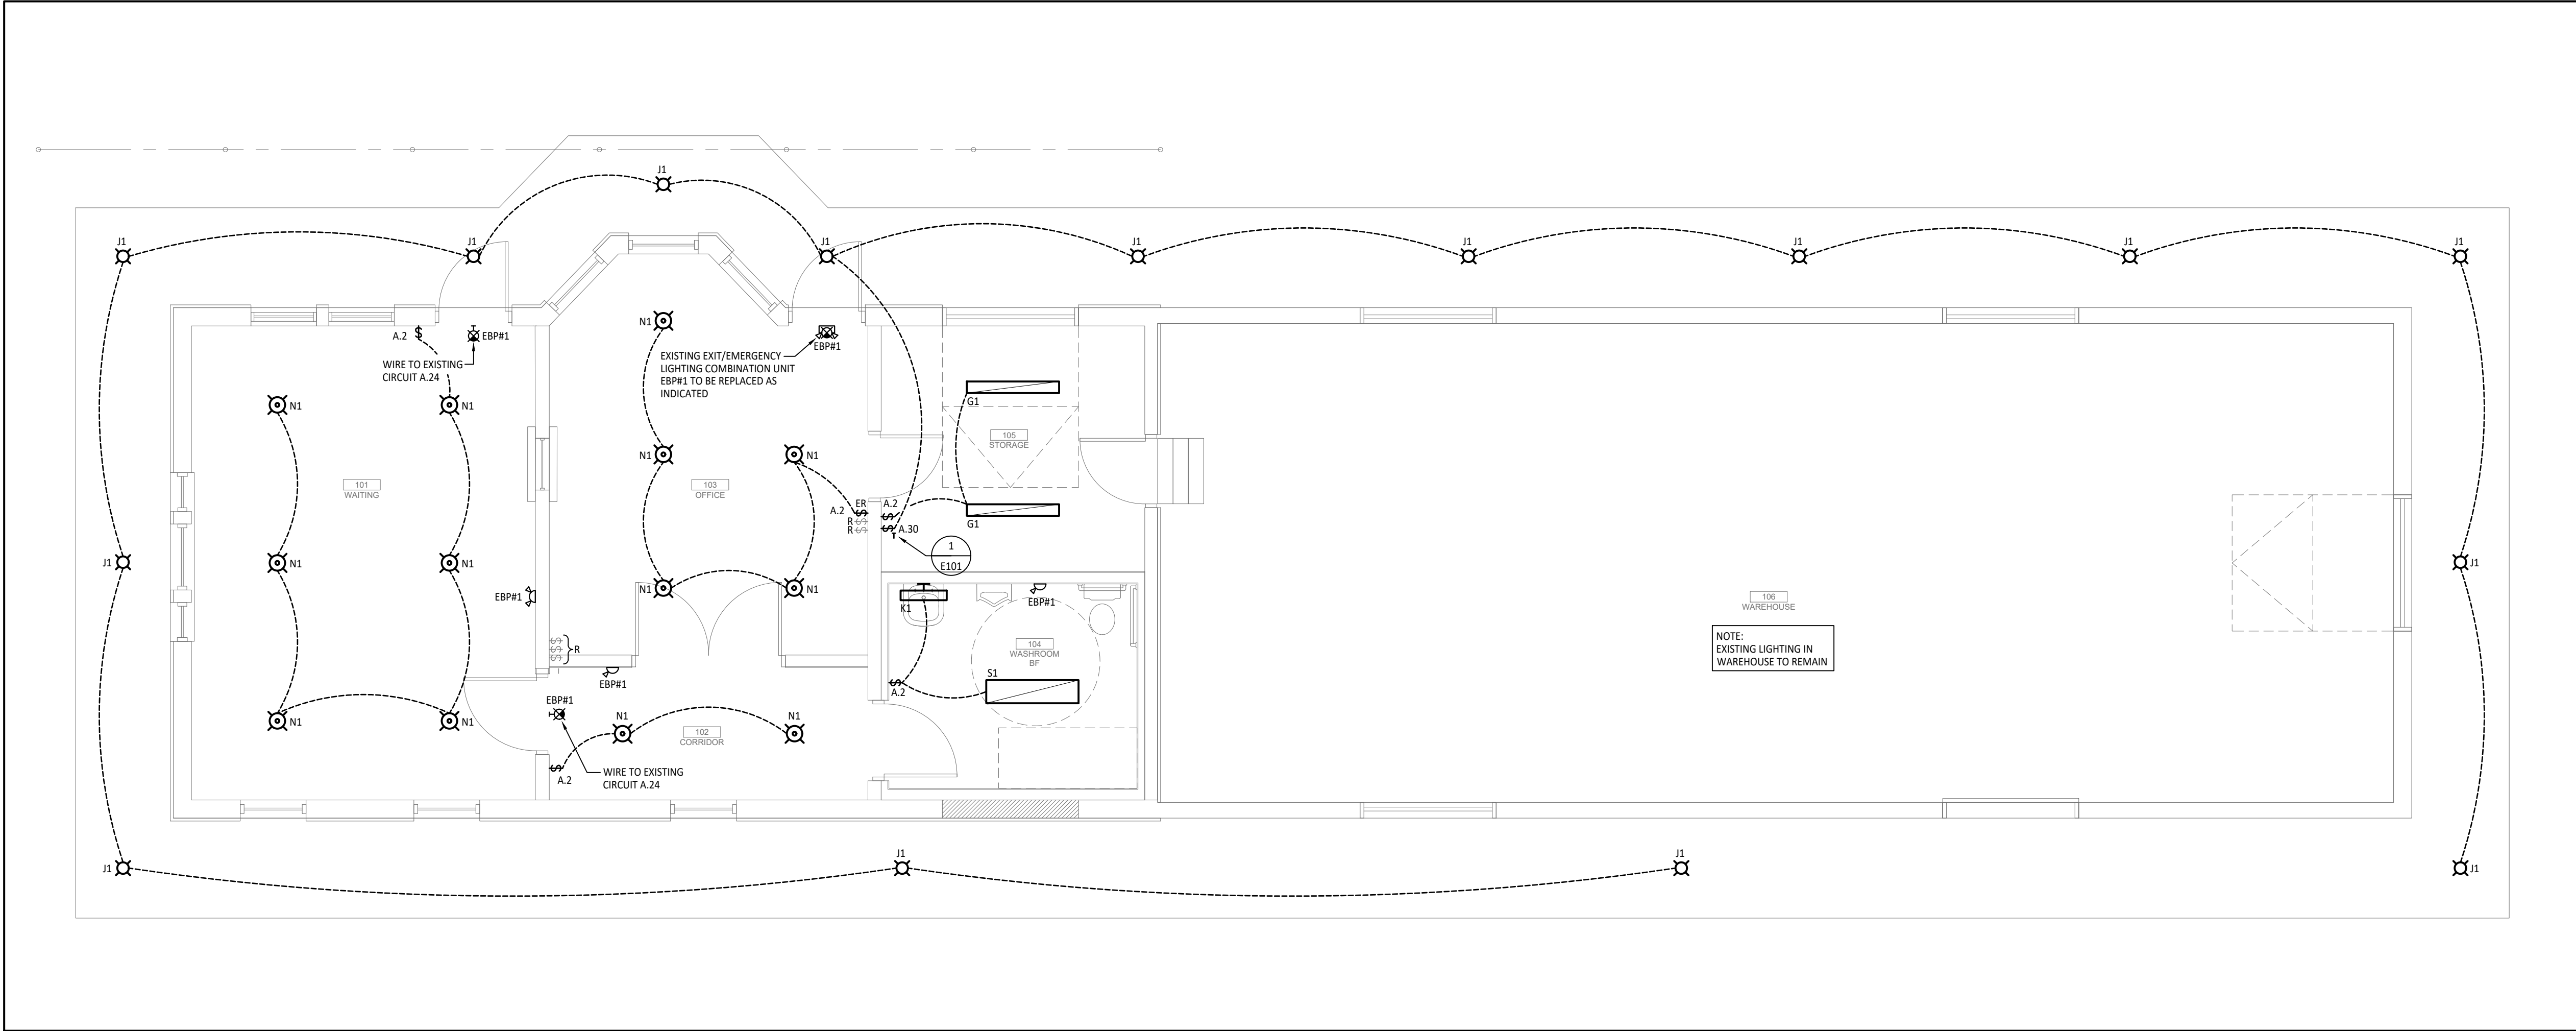 J1
J1
J1
J1
J1
J1
J1
J1
J1
A.2
EBP#1
WIRE TO EXISTING
CIRCUIT A.24
N1
EXISTING EXIT/EMERGENCY
LIGHTING COMBINATION UNIT
EBP#1 TO BE REPLACED AS
INDICATED
EBP#1
N1
N1
G1
105
STORAGE
N1
N1
101
WAITING
103
OFFICE
ER
A.2
A.2
R
R
A.30
G1
1
E101
J1
N1
N1
J1
N1
N1
EBP#1
K1
EBP#1
106
WAREHOUSE
NOTE:
EXISTING LIGHTING IN
WAREHOUSE TO REMAIN
R
104
WASHROOM
BF
EBP#1
A.2
S1
EBP#1
N1
N1
N1
N1
102
CORRIDOR
A.2
WIRE TO EXISTING
CIRCUIT A.24
J1
J1
J1
J1